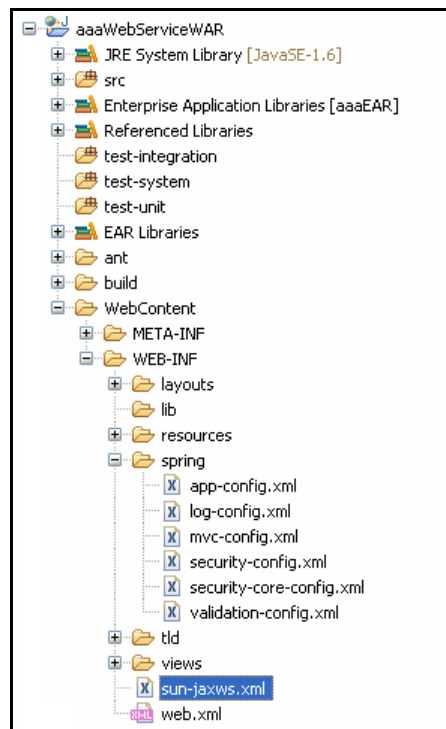 aaaWebServiceWAR
JRE System Library [JavaSE-1.6]
src
Enterprise Application Libraries [aaaEAR]
Referenced Libraries
test-integration
test-system
test-unit
EAR Libraries
ant
build
WebContent
META-INF
WEB-INF
layouts
lib
resources
spring
app-config.xml
log-config.xml
mvc-config.xml
security-config.xml
security-core-config.xml
validation-config.xml
tld
views
sun-jaxws.xml
web.xml